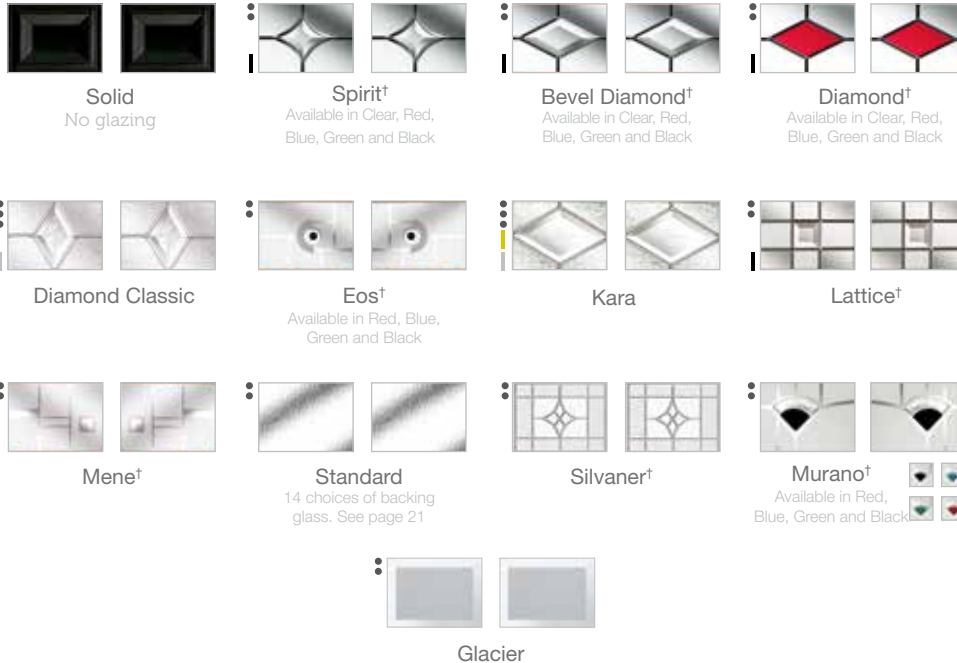 Solid
No glazing
Spirit†
Available in Clear, Red,
Blue, Green and Black
Bevel Diamond†
Available in Clear, Red,
Blue, Green and Black
Diamond†
Available in Clear, Red,
Blue, Green and Black
Diamond Classic
Eos†
Available in Red, Blue,
Green and Black
Kara
Lattice†
Mene†
Standard
14 choices of backing
glass. See page 21
Silvaner†
Murano†
Available in Red,
Blue, Green and Black
Glacier